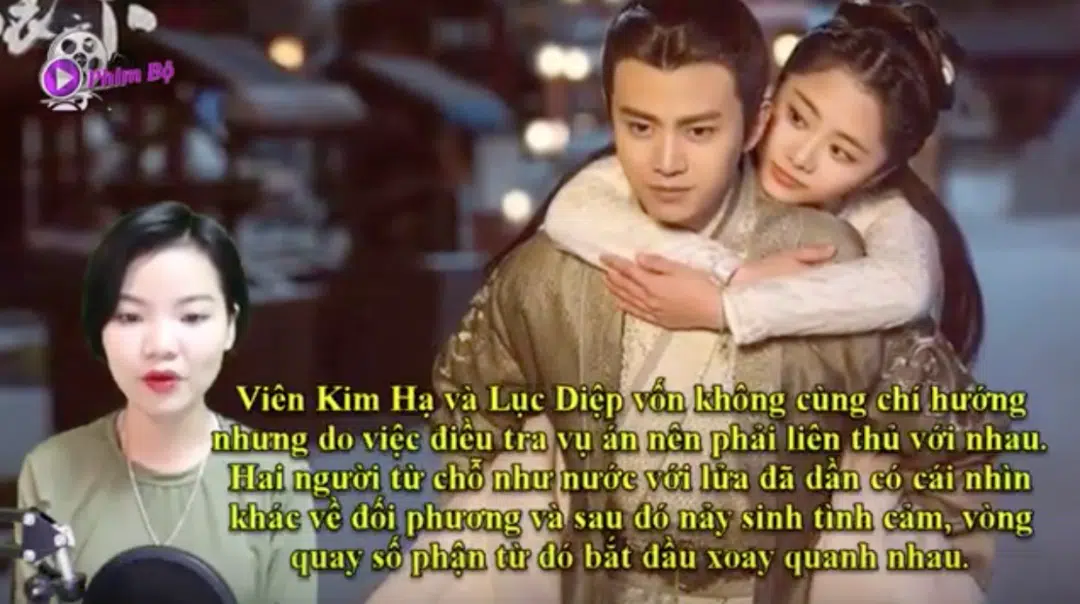 Phim Bộ
Viên Kim Hạ và Lục Diệp vốn không cùng chí hướng
nhưng do việc điều tra vụ án nên phải liên thủ với nhau.
Hai người từ chỗ như nước với lửa đã dần có cái nhìn
khác về đối phương và sau đó nảy sinh tình cảm, vòng
quay số phận từ đó bắt đầu xoay quanh nhau.